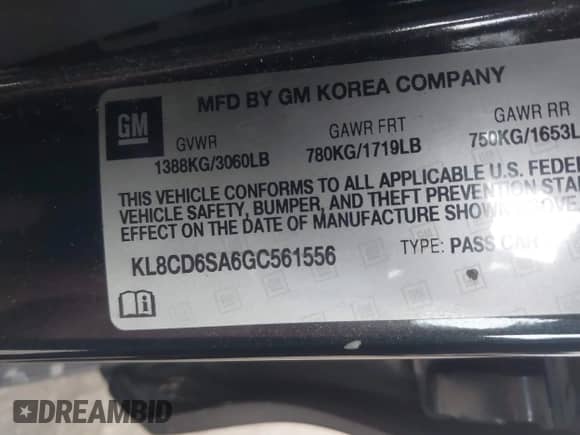 MFD BY GM KOREA COMPANY
GM
GVWR GAWR FRT GAWR RR
1388KG/3060LB 780KG/1719LB 750KG/1653L
THIS VEHICLE CONFORMS TO ALL APPLICABLE U.S. FEDE
VEHICLE SAFETY, BUMPER, AND THEFT PREVENTION STA
EFFECT ON THE DATE OF MANUFACTURE SHOWN ABOVE
KL8CD6SA6GC561556 TYPE: PASS CAR
DREAMBID